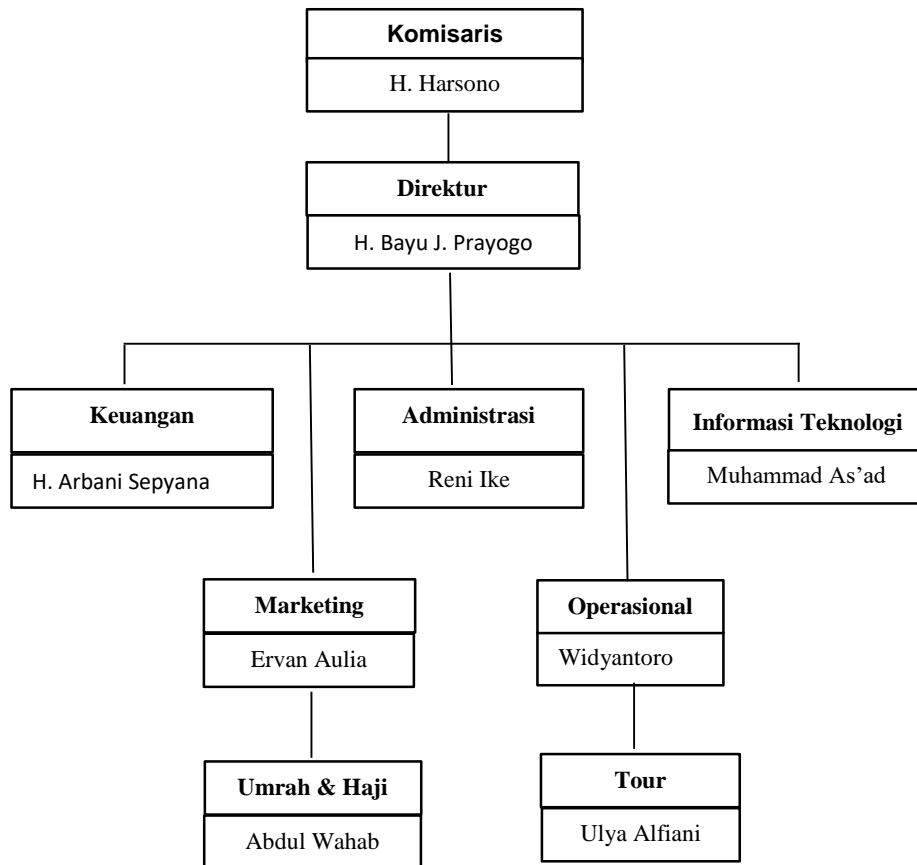 Komisaris
H. Harsono
Direktur
H. Bayu J. Prayogo
Keuangan
H. Arbani Sepyana
Administrasi
Reni Ike
Informasi Teknologi
Muhammad As’ad
Marketing
Ervan Aulia
Operasional
Widyantoro
Umrah & Haji
Abdul Wahab
Tour
Ulya Alfiani